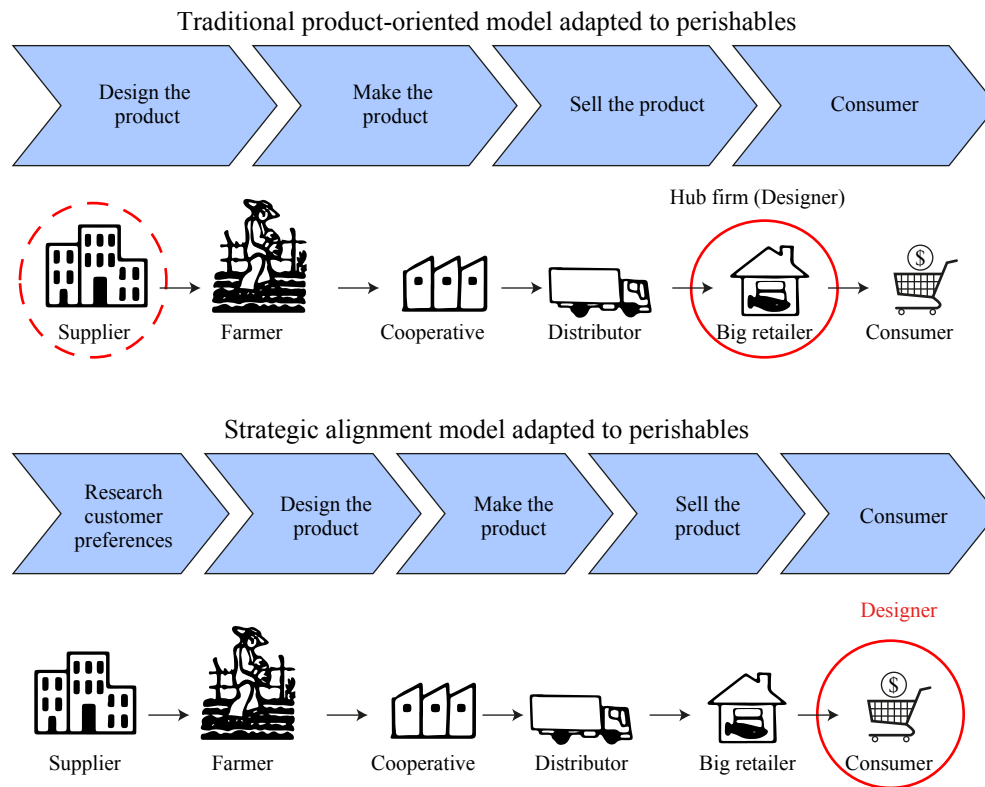 Traditional product-oriented model adapted to perishables
Design the
product
Make the
product
Sell the product
Consumer
Hub firm (Designer)
$
Supplier
Farmer
Cooperative
Distributor
Big retailer
Consumer
Strategic alignment model adapted to perishables
Research
customer
preferences
Design the
product
Make the
product
Sell the
product
Consumer
Designer
$
Supplier
Farmer
Cooperative
Distributor
Big retailer
Consumer